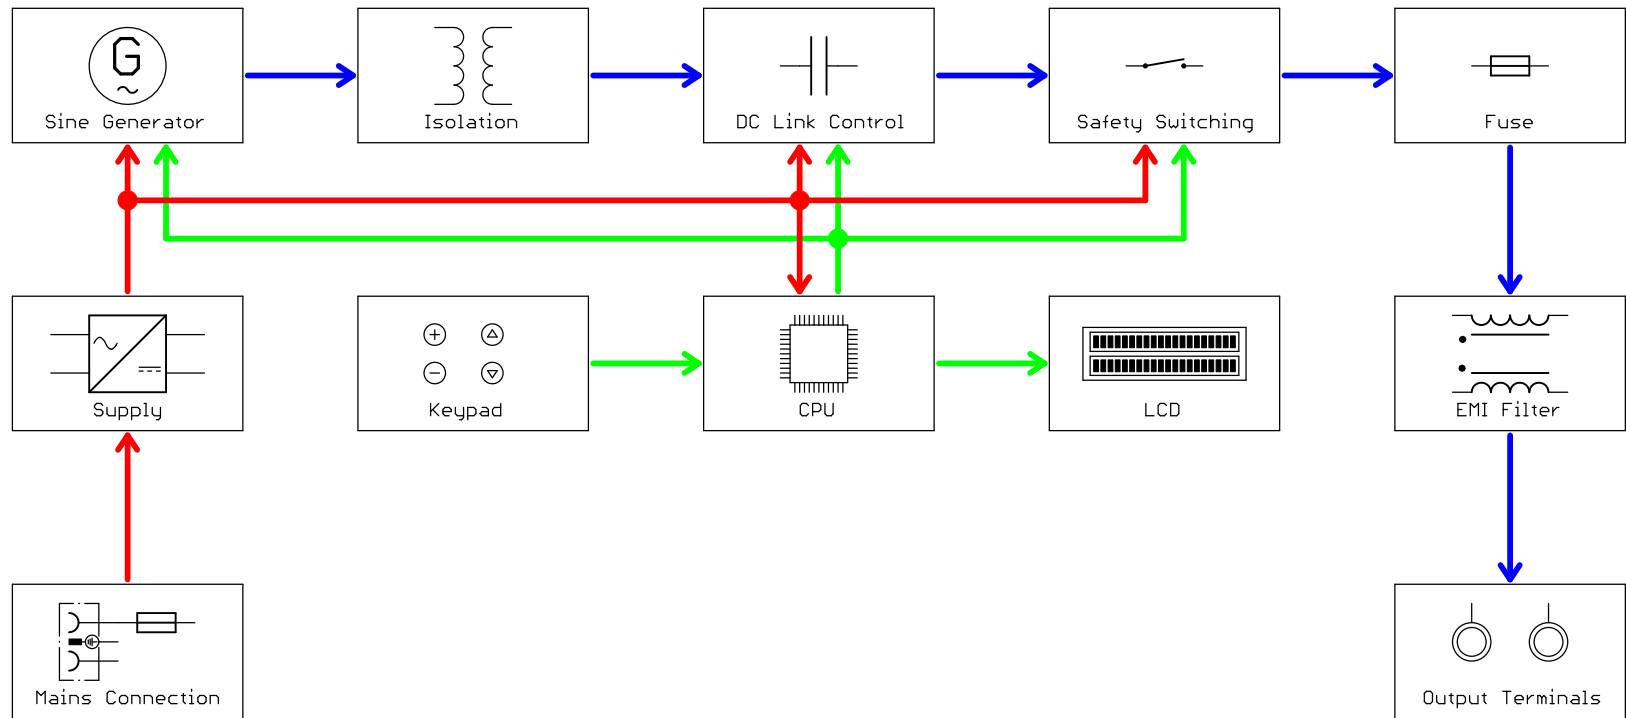 G
Sine Generator
Isolation
DC Link Control
Safety Switching
Fuse
Supply
Keypad
CPU
LCD
EMI Filter
Mains Connection
Output Terminals